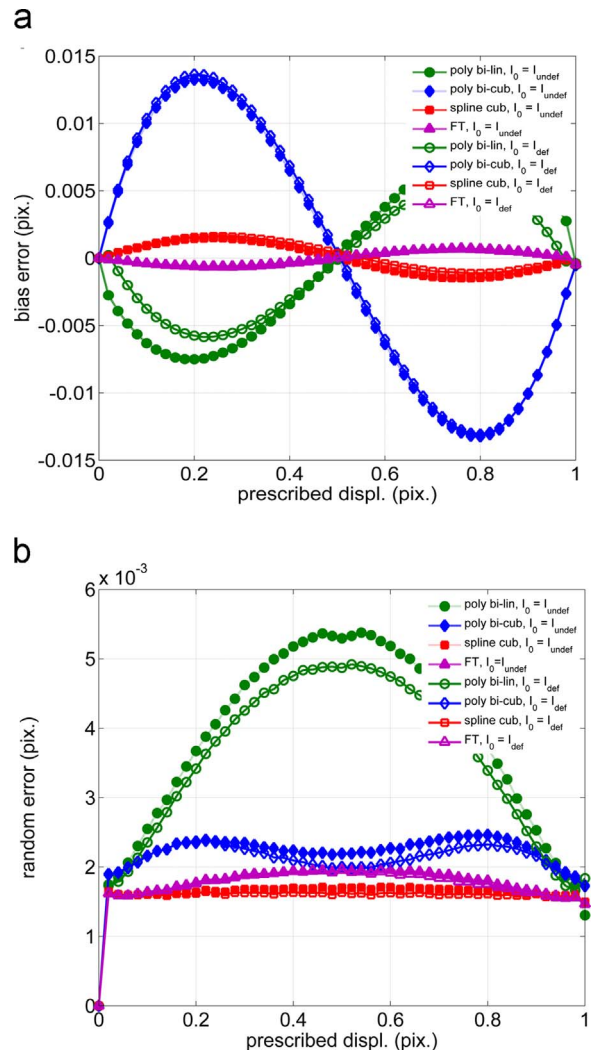 a
0.015
0.01
0.005
0
-0.005
-0.01
-0.015
bias error (pix.)
0
0.2
0.4
0.6
0.8
1
prescribed displ. (pix.)
poly bi-lin, I0 = Iundef
poly bi-cub, I0 = Iundef
spline cub, I0 = Iundef
FT, I0 = Iundef
poly bi-lin, I0 = Idef
poly bi-cub, I0 = Idef
spline cub, I0 = Idef
FT, I0 = Idef
b
x 10-3
6
5
4
3
2
1
0
random error (pix.)
0
0.2
0.4
0.6
0.8
1
prescribed displ. (pix.)
poly bi-lin, I0 = Iundef
poly bi-cub, I0 = Iundef
spline cub, I0 = Iundef
FT, I0 =Iundef
poly bi-lin, I0 = Idef
poly bi-cub, I0 = Idef
spline cub, I0 = Idef
FT, I0 = Idef